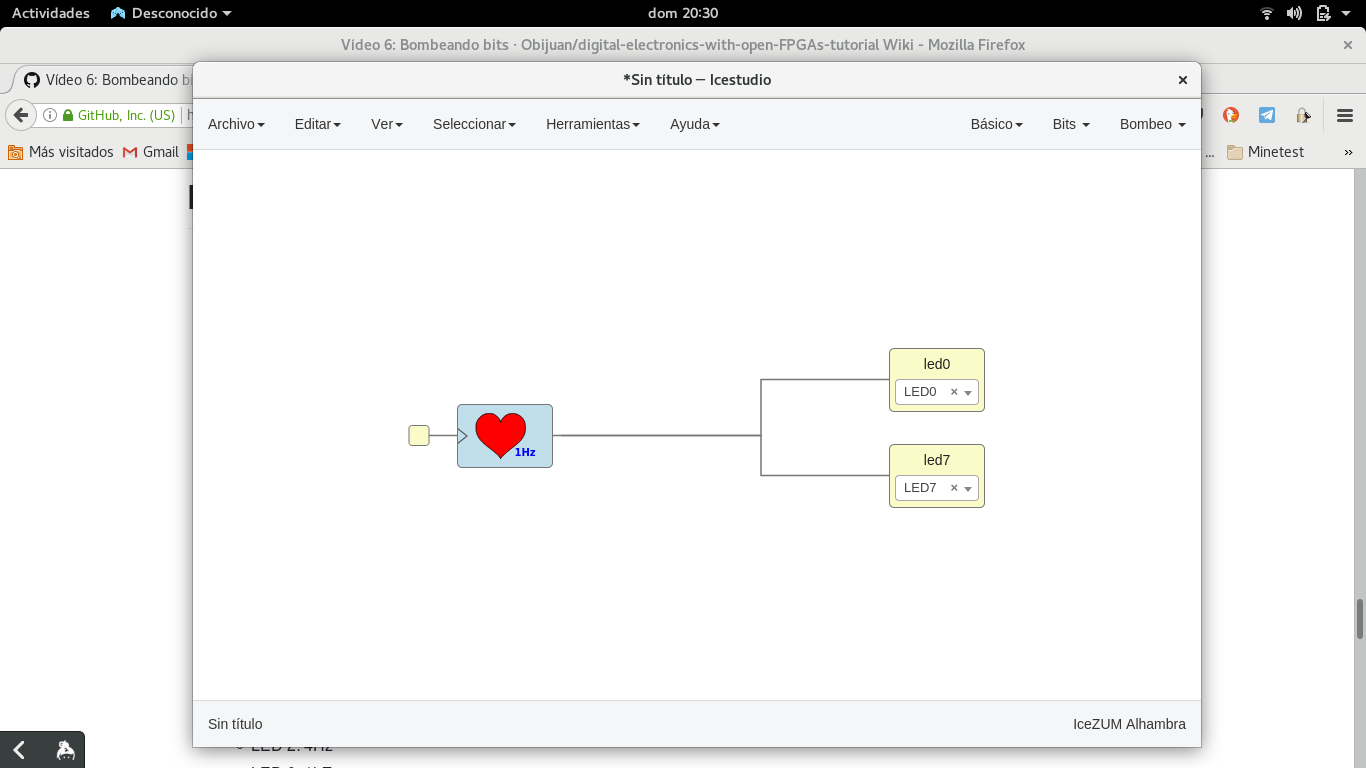 Actividades Desconocido dom 20:30
Vídeo 6: Bombeando bits · Obijuan/digital-electronics-with-open-FPGAs-tutorial Wiki - Mozilla Firefox
Vídeo 6: Bombeando bi
*Sin título — Icestudio
GitHub, Inc. (US)
Archivo Editar Ver Seleccionar Herramientas Ayuda Básico Bits Bombeo
Más visitados Gmail ... Minetest »
led0
LED0 ×
1Hz
led7
LED7 ×
Sin título IceZUM Alhambra
LED 2: 4Hz